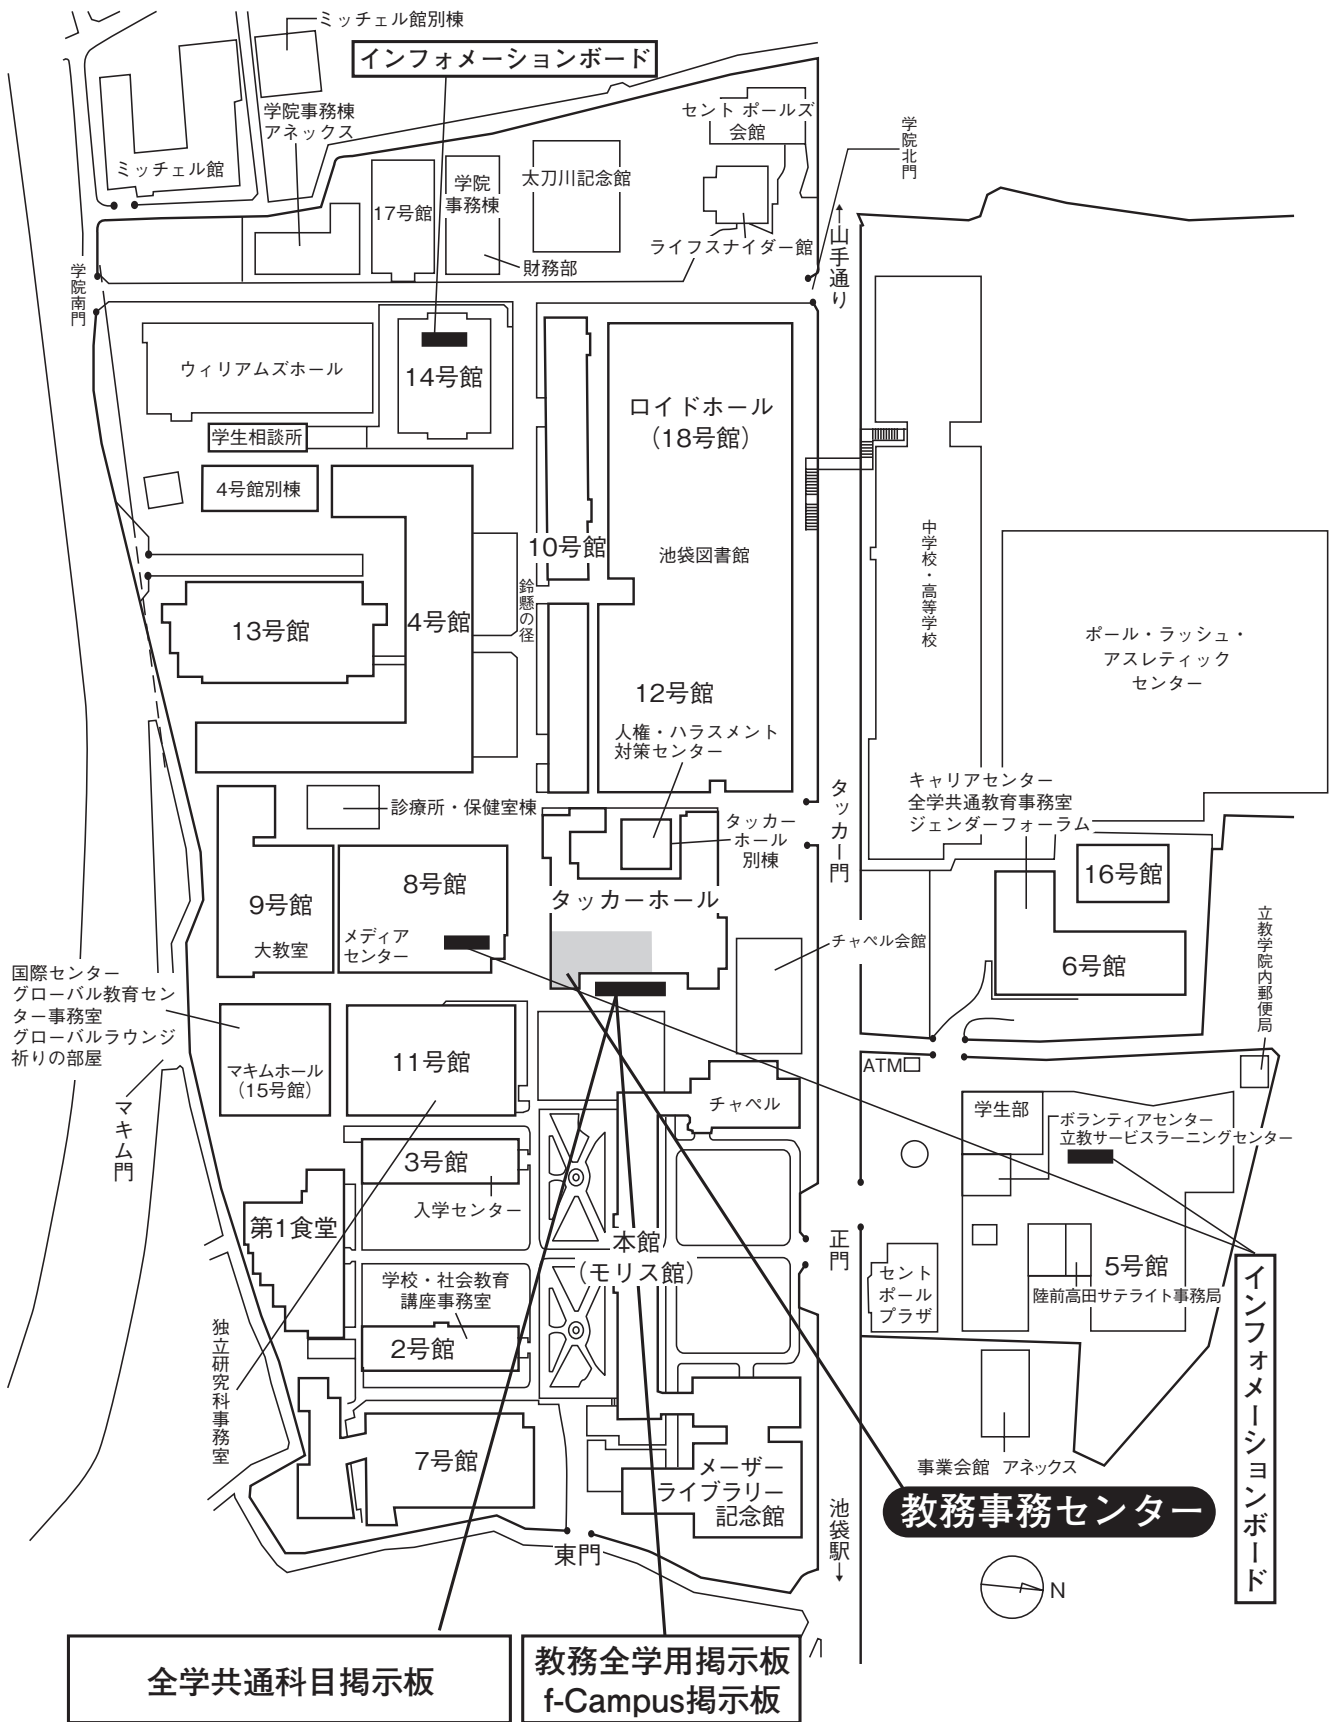 ミッチェル館別棟
インフォメーションボード
学院事務棟
アネックス
セント ポールズ
会館
学院北門
ミッチェル館
17号館
学院
事務棟
太刀川記念館
ライフスナイダー館
財務部
↑山手通り
学院南門
ウィリアムズホール
14号館
ロイドホール
(18号館)
学生相談所
4号館別棟
10号館
池袋図書館
中学校・高等学校
鈴懸の径
13号館
4号館
ポール・ラッシュ・
アスレティック
センター
12号館
人権・ハラスメント
対策センター
キャリアセンター
全学共通教育事務室
ジェンダーフォーラム
診療所・保健室棟
タッカー
ホール
別棟
タッカー門
16号館
9号館
大教室
8号館
メディア
センター
タッカーホール
チャペル会館
6号館
立教学院内郵便局
国際センター
グローバル教育セン
ター事務室
グローバルラウンジ
祈りの部屋
マキムホール
(15号館)
11号館
マキム門
チャペル
ATM
学生部
ボランティアセンター
立教サービスラーニングセンター
3号館
入学センター
第1食堂
本館
(モリス館)
正門
セント
ポール
プラザ
5号館
陸前高田サテライト事務局
インフォメーションボード
学校・社会教育
講座事務室
2号館
独立研究科事務室
7号館
メーザー
ライブラリー
記念館
事業会館 アネックス
教務事務センター
池袋駅↓
東門
N
全学共通科目掲示板
教務全学用掲示板
f-Campus掲示板